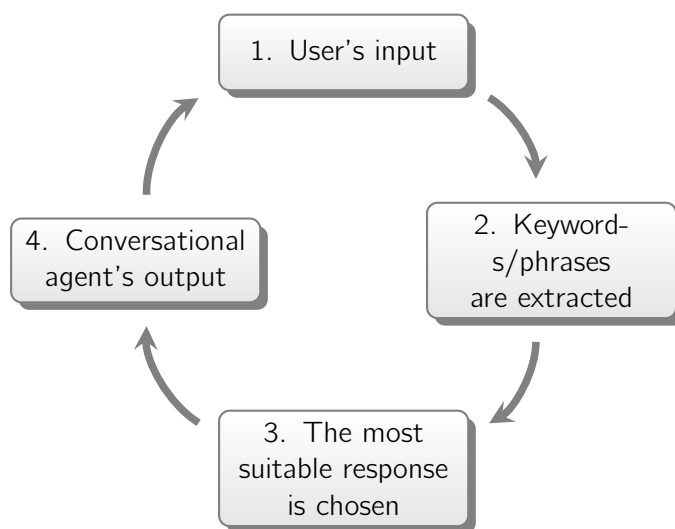 1. User's input
2. Keyword-
s/phrases
are extracted
3. The most
suitable response
is chosen
4. Conversational
agent's output